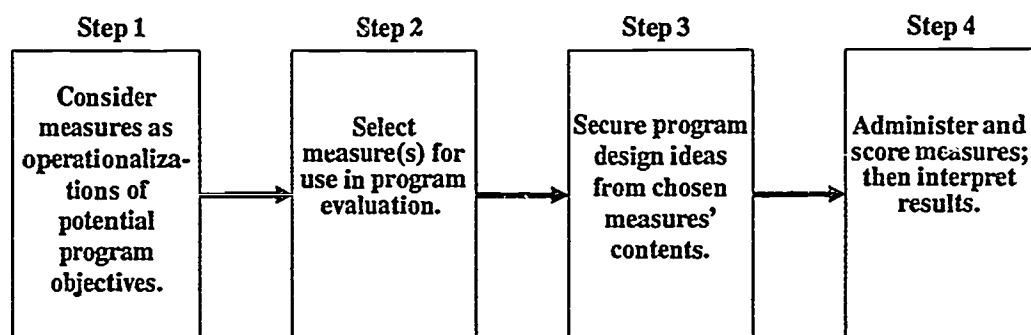 Step 1
Consider
measures as
operationaliza-
tions of
potential
program
objectives.
Step 2
Select
measure(s) for
use in program
evaluation.
Step 3
Secure program
design ideas
from chosen
measures'
contents.
Step 4
Administer and
score measures;
then interpret
results.